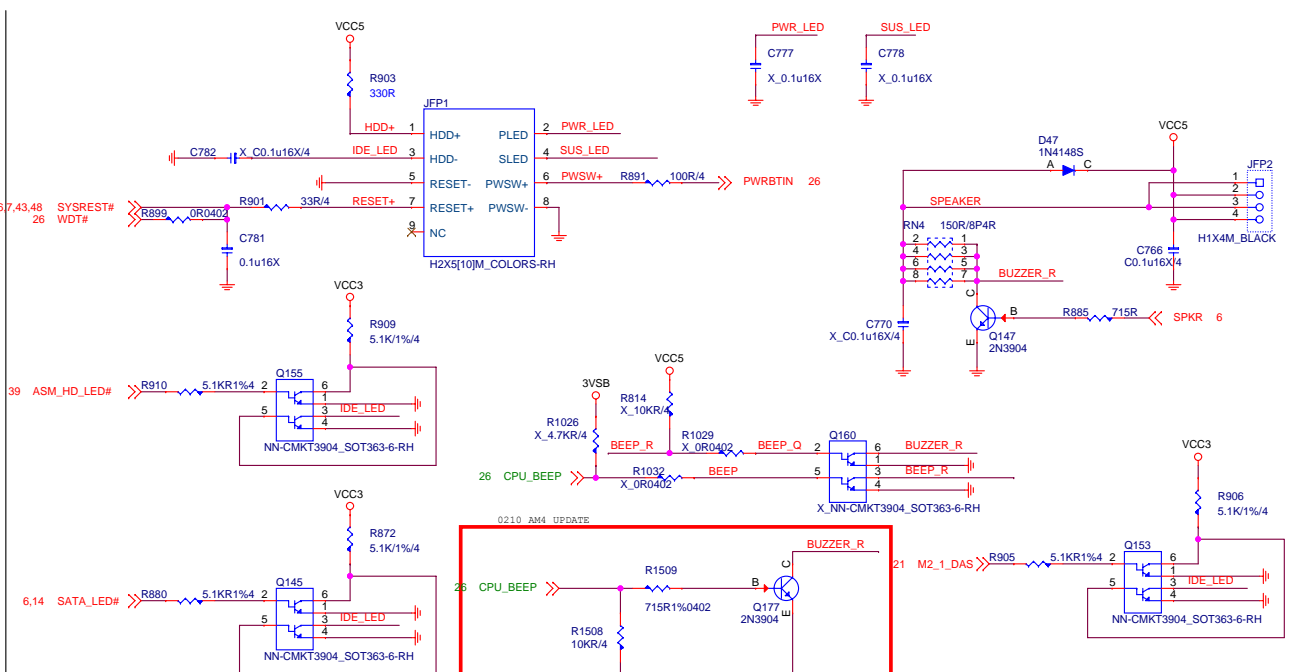 VCC5
R903
330R
PWR_LED
C777
X_0.1u16X
SUS_LED
C778
X_0.1u16X
JFP1
HDD+ 1 HDD+ PLED 2 PWR_LED
C782 X_C0.1u16X/4 IDE_LED 3 HDD- SLED 4 SUS_LED
5 RESET- PWSW+ 6 PWSW+ R891 100R/4 PWRBTIN 26
,7,43,48 SYSREST# R901 33R/4 RESET+ 7 RESET+ PWSW- 8
26 WDT# R899 0R0402
9 NC
C781
0.1u16X
H2X5[10]M_COLORS-RH
VCC5
D47
1N4148S
A C
JFP2
1
2
SPEAKER 3
4
H1X4M_BLACK
RN4 150R/8P4R
2 1
4 3
6 5
8 7 BUZZER_R
C766
C0.1u16X/4
C770
X_C0.1u16X/4
C
B R885 715R SPKR 6
E
Q147
2N3904
VCC3
R909
5.1K/1%/4
39 ASM_HD_LED# R910 5.1KR1%4 2 Q155 6
1
5 3 IDE_LED
4
NN-CMKT3904_SOT363-6-RH
VCC5
3VSB
R814
X_10KR/4
R1026
X_4.7KR/4
BEEP_R R1029 X_0R0402 BEEP_Q 2 Q160 6 BUZZER_R
1
26 CPU_BEEP R1032 X_0R0402 BEEP 5 3 BEEP_R
4
X_NN-CMKT3904_SOT363-6-RH
VCC3
R906
5.1K/1%/4
21 M2_1_DAS R905 5.1KR1%4 2 Q153 6
1
5 3 IDE_LED
4
NN-CMKT3904_SOT363-6-RH
VCC3
R872
5.1K/1%/4
6,14 SATA_LED# R880 5.1KR1%4 2 Q145 6
1
5 3 IDE_LED
4
NN-CMKT3904_SOT363-6-RH
0210 AM4 UPDATE
BUZZER_R
26 CPU_BEEP R1509 B C
715R1%0402
Q177
2N3904
E
R1508
10KR/4